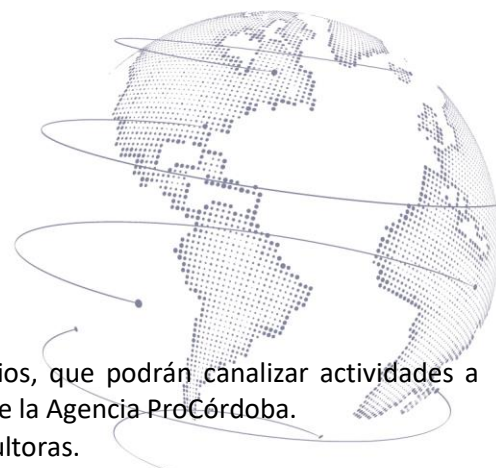 ios, que podrán canalizar actividades a
e la Agencia ProCórdoba.
ultoras.